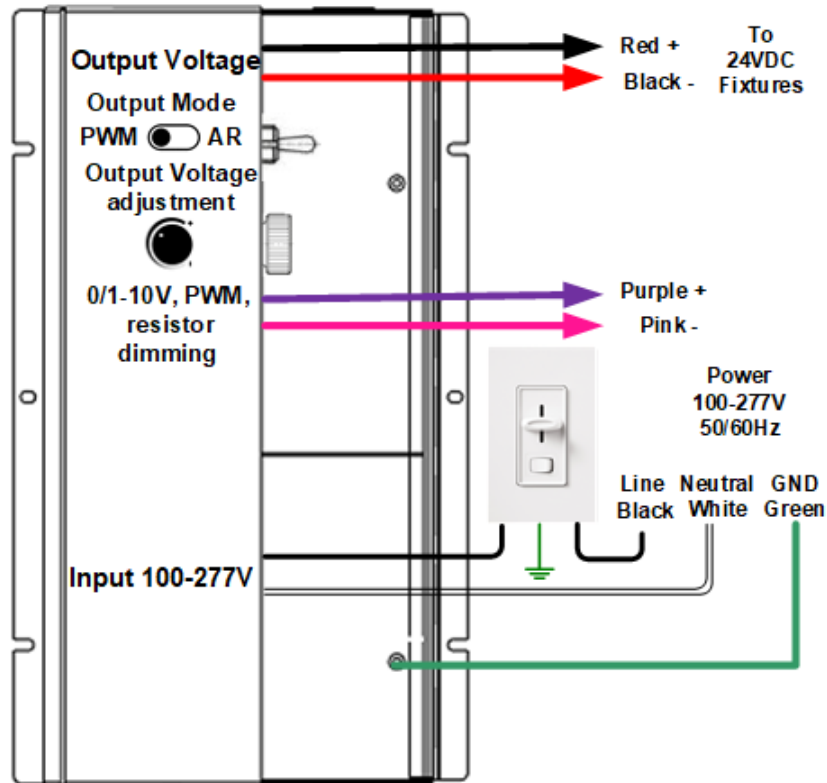 Output Voltage
Red +
To
24VDC
Fixtures
Black -
Output Mode
PWM AR
Output Voltage
adjustment
0/1-10V, PWM,
resistor
dimming
Purple +
Pink -
Power
100-277V
50/60Hz
Line
Black
Neutral
White
GND
Green
Input 100-277V